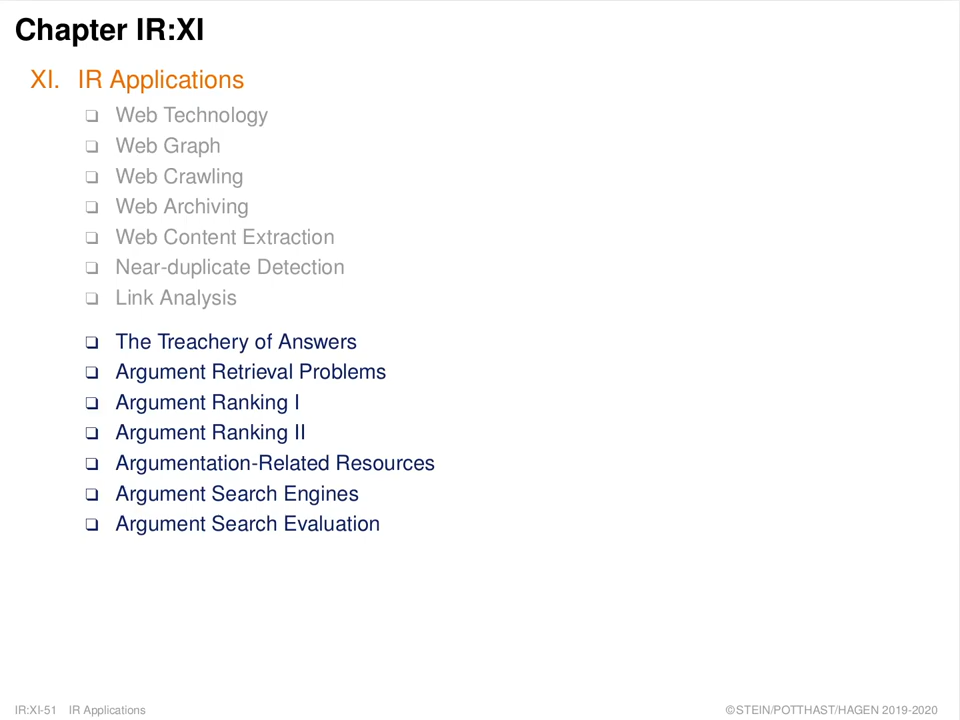 Chapter IR:XI
XI. IR Applications
❏ Web Technology
❏ Web Graph
❏ Web Crawling
❏ Web Archiving
❏ Web Content Extraction
❏ Near-duplicate Detection
❏ Link Analysis
❏ The Treachery of Answers
❏ Argument Retrieval Problems
❏ Argument Ranking I
❏ Argument Ranking II
❏ Argumentation-Related Resources
❏ Argument Search Engines
❏ Argument Search Evaluation
IR:XI-51 IR Applications ©STEIN/POTTHAST/HAGEN 2019-2020